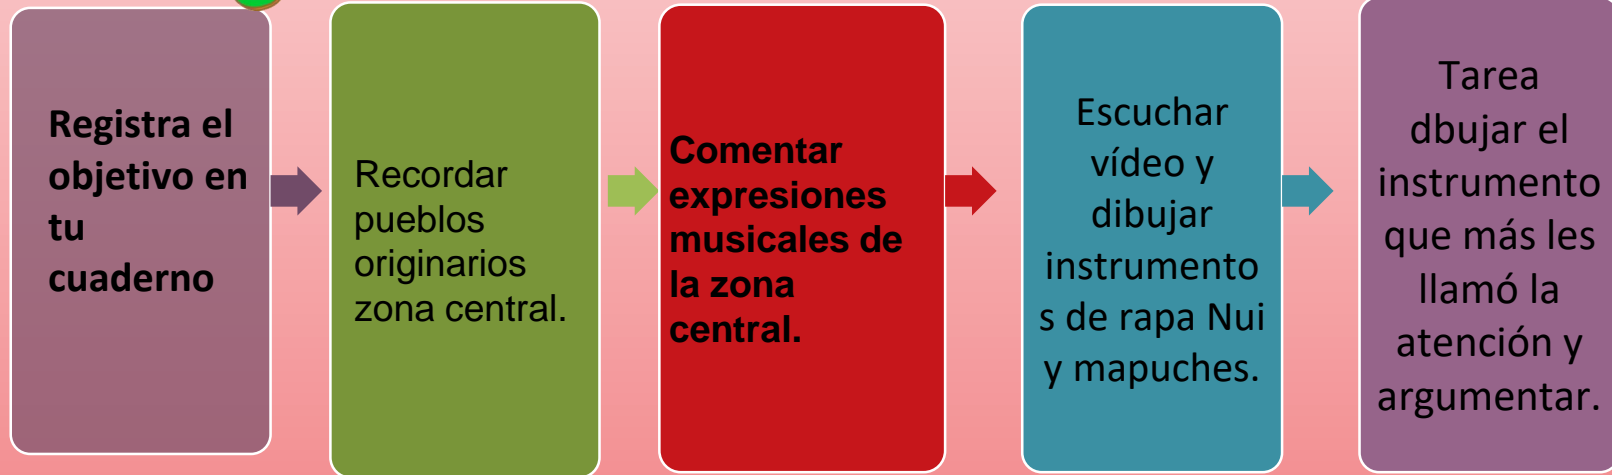 Registra el
objetivo en
tu
cuaderno
Recordar
pueblos
originarios
zona central.
Comentar
expresiones
musicales de
la zona
central.
Escuchar
vídeo y
dibujar
instrumento
s de rapa Nui
y mapuches.
Tarea
dbujar el
instrumento
que más les
llamó la
atención y
argumentar.